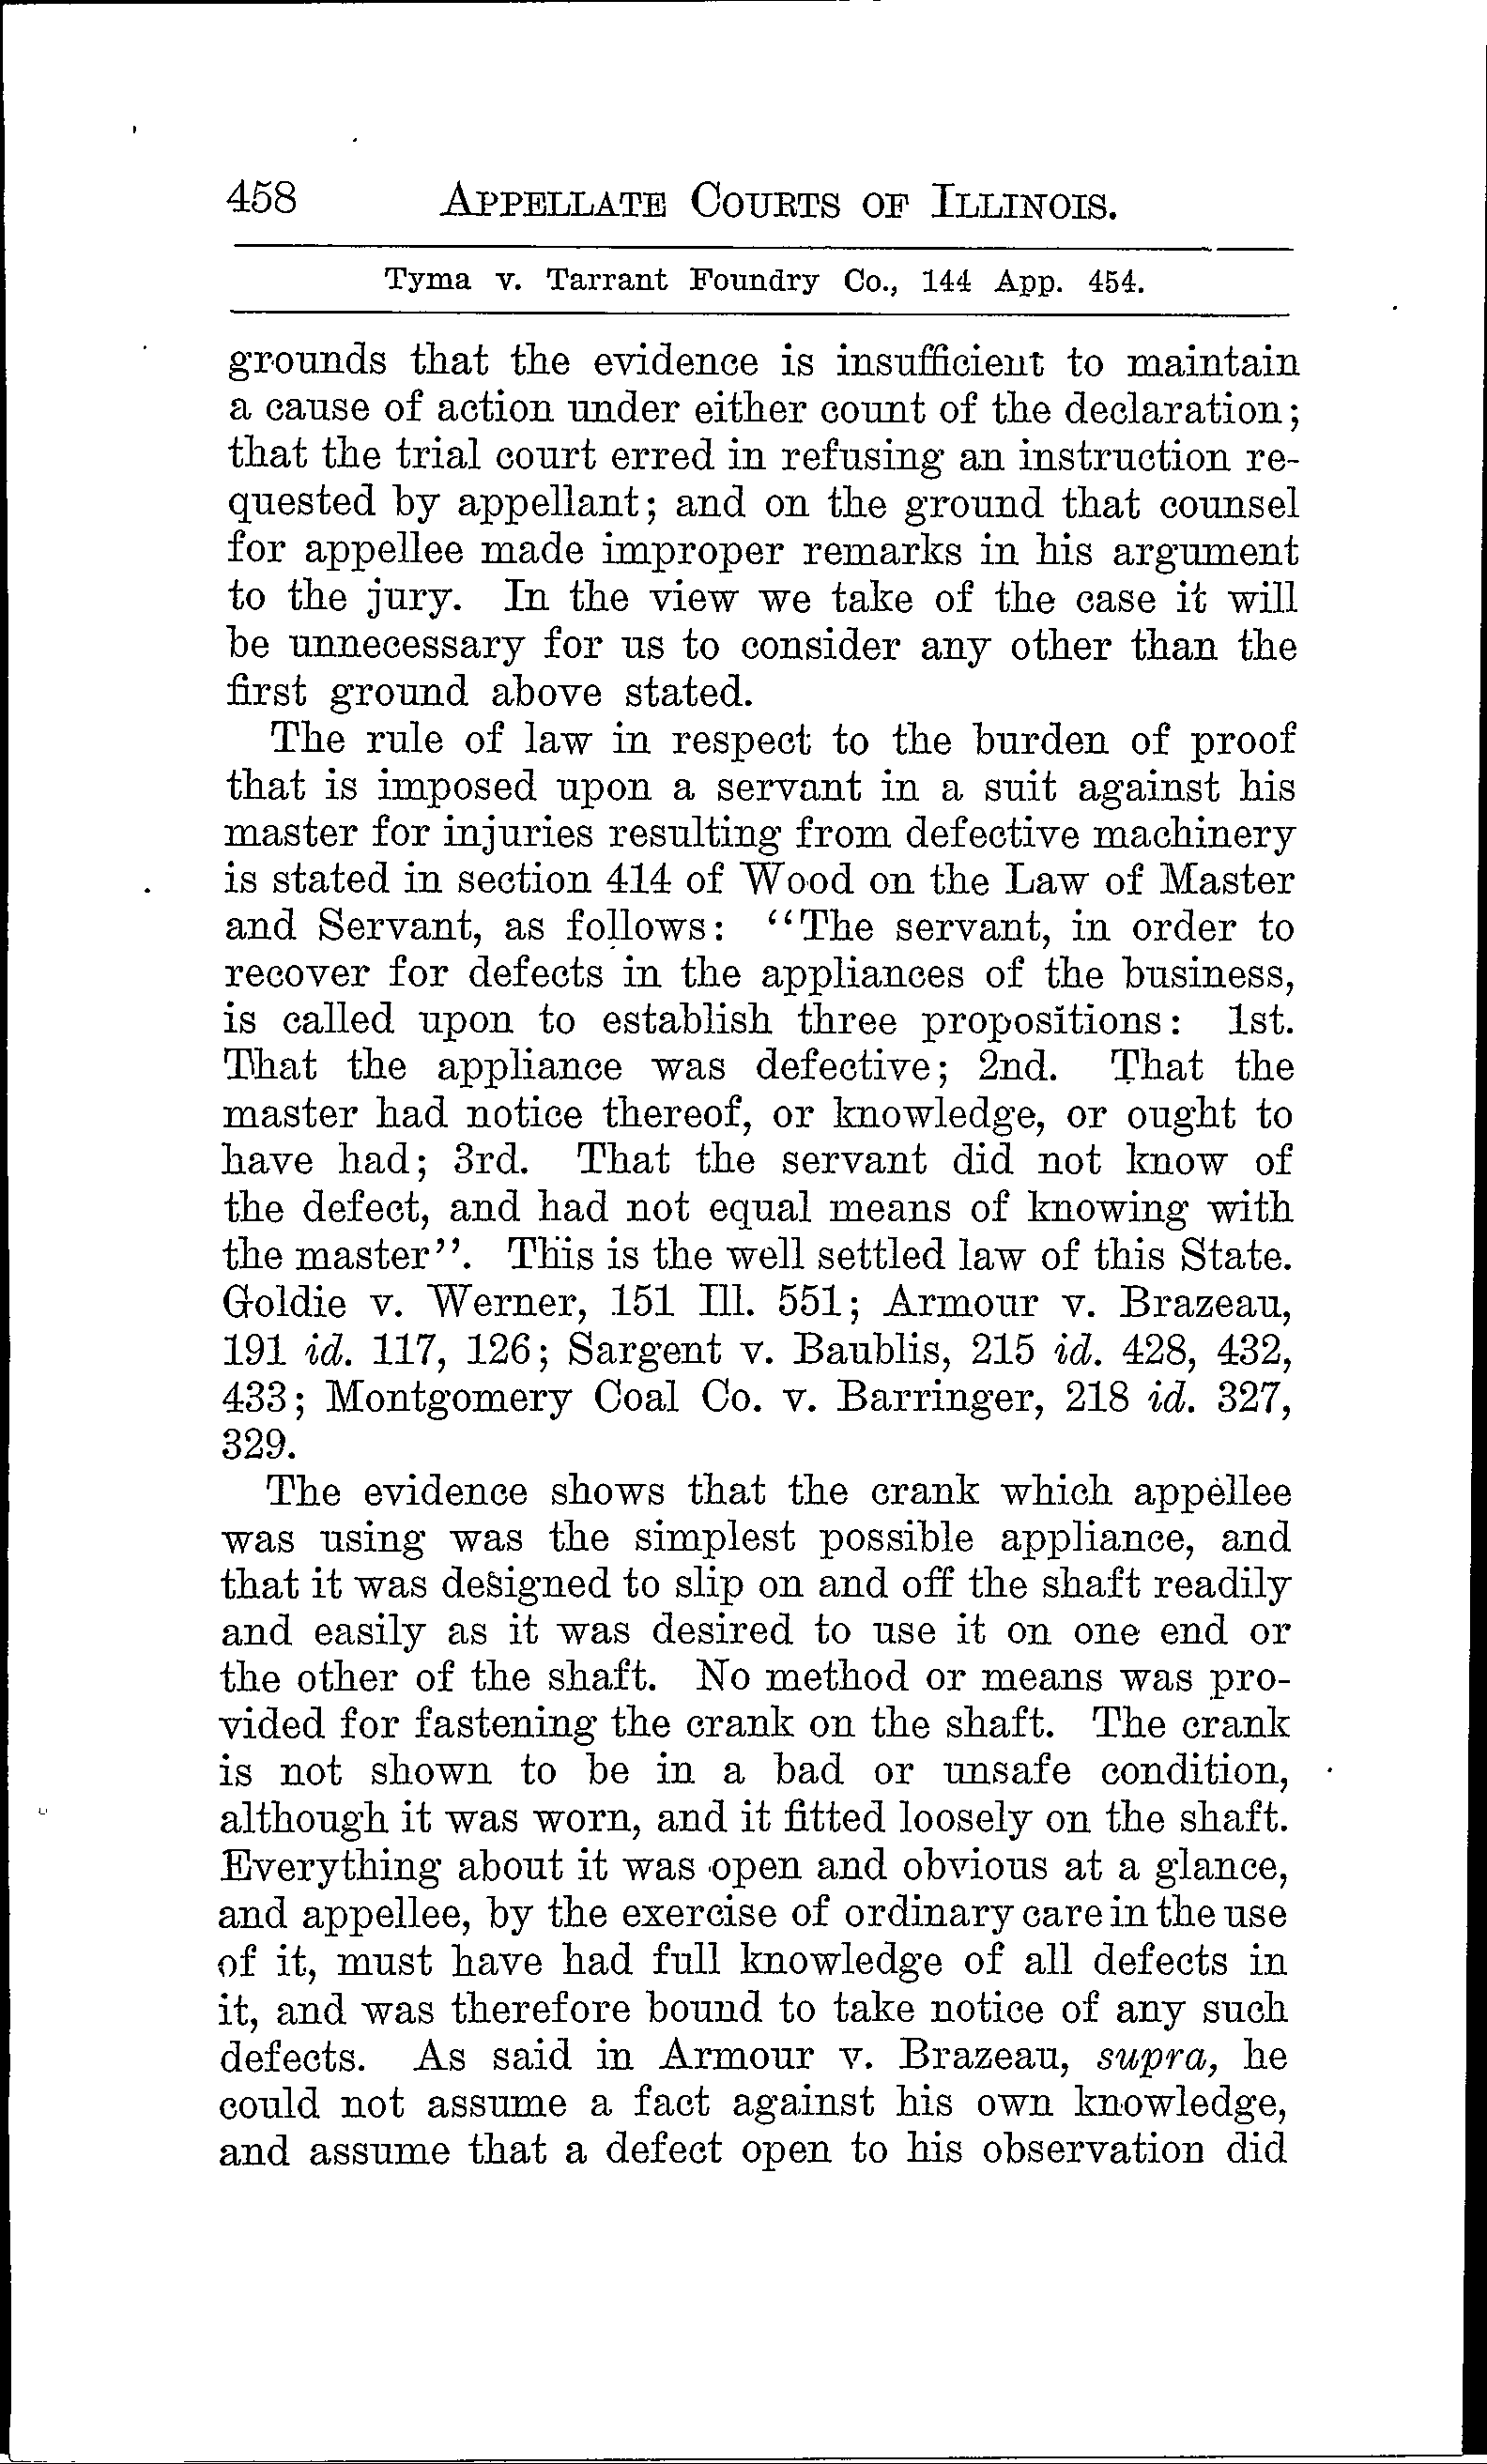 458 APPELLATE COURTS OF ILLINOIS.
Tyma v. Tarrant Foundry Co., 144 App. 454.
grounds that the evidence is insufficient to maintain
a cause of action under either count of the declaration;
that the trial court erred in refusing an instruction re-
quested by appellant; and on the ground that counsel
for appellee made improper remarks in his argument
to the jury. In the view we take of the case it will
be unnecessary for us to consider any other than the
first ground above stated.
The rule of law in respect to the burden of proof
that is imposed upon a servant in a suit against his
master for injuries resulting from defective machinery
is stated in section 414 of Wood on the Law of Master
and Servant, as follows: "The servant, in order to
recover for defects in the appliances of the business,
is called upon to establish three propositions: 1st.
That the appliance was defective; 2nd. That the
master had notice thereof, or knowledge, or ought to
have had; 3rd. That the servant did not know of
the defect, and had not equal means of knowing with
the master". This is the well settled law of this State.
Goldie v. Werner, 151 Ill. 551; Armour v. Brazeau,
191 id. 117, 126; Sargent v. Baublis, 215 id. 428, 432,
433; Montgomery Coal Co. v. Barringer, 218 id. 327,
329.
The evidence shows that the crank which appellee
was using was the simplest possible appliance, and
that it was designed to slip on and off the shaft readily
and easily as it was desired to use it on one end or
the other of the shaft. No method or means was pro-
vided for fastening the crank on the shaft. The crank
is not shown to be in a bad or unsafe condition,
although it was worn, and it fitted loosely on the shaft.
Everything about it was open and obvious at a glance,
and appellee, by the exercise of ordinary care in the use
of it, must have had full knowledge of all defects in
it, and was therefore bound to take notice of any such
defects. As said in Armour v. Brazeau, supra, he
could not assume a fact against his own knowledge,
and assume that a defect open to his observation did